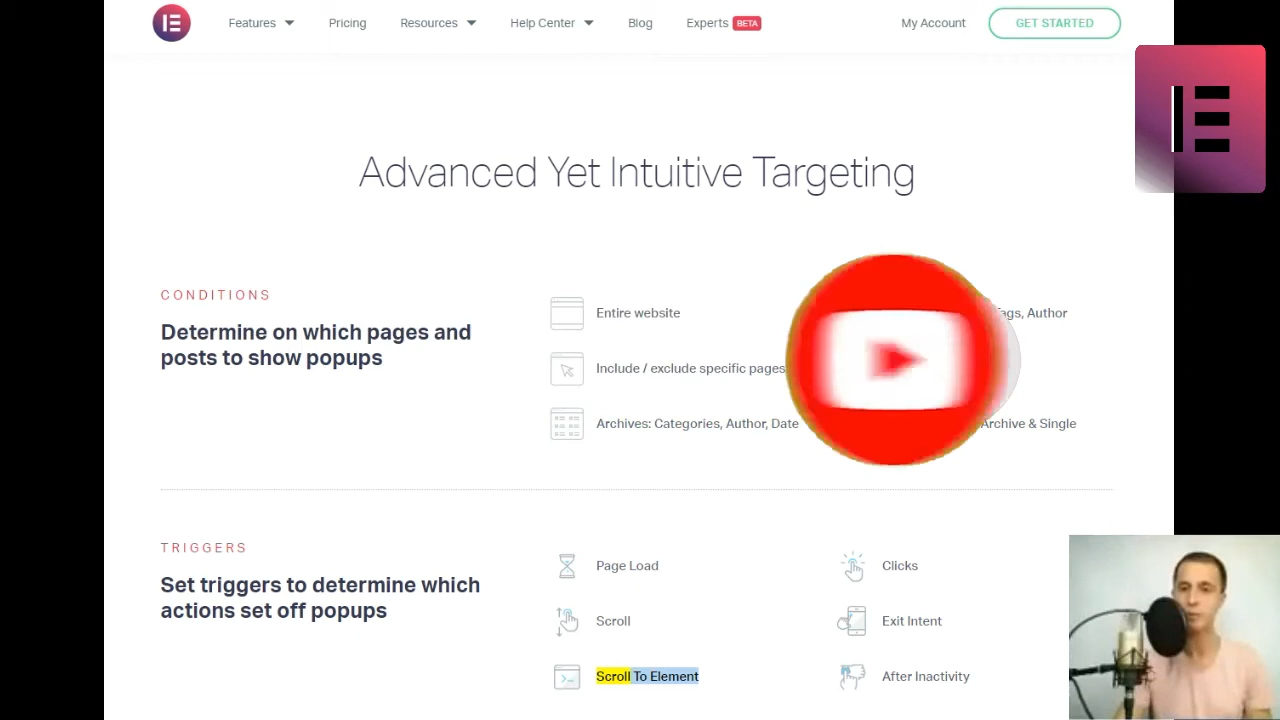 Features
Pricing
Resources
Help Center
Blog
Experts BETA
My Account
GET STARTED
Advanced Yet Intuitive Targeting
CONDITIONS
Determine on which pages and
posts to show popups
Entire website
Include / exclude specific pages
Archives: Categories, Author, Date
Tags, Author
Archive & Single
TRIGGERS
Set triggers to determine which
actions set off popups
Page Load
Clicks
Scroll
Exit Intent
Scroll To Element
After Inactivity